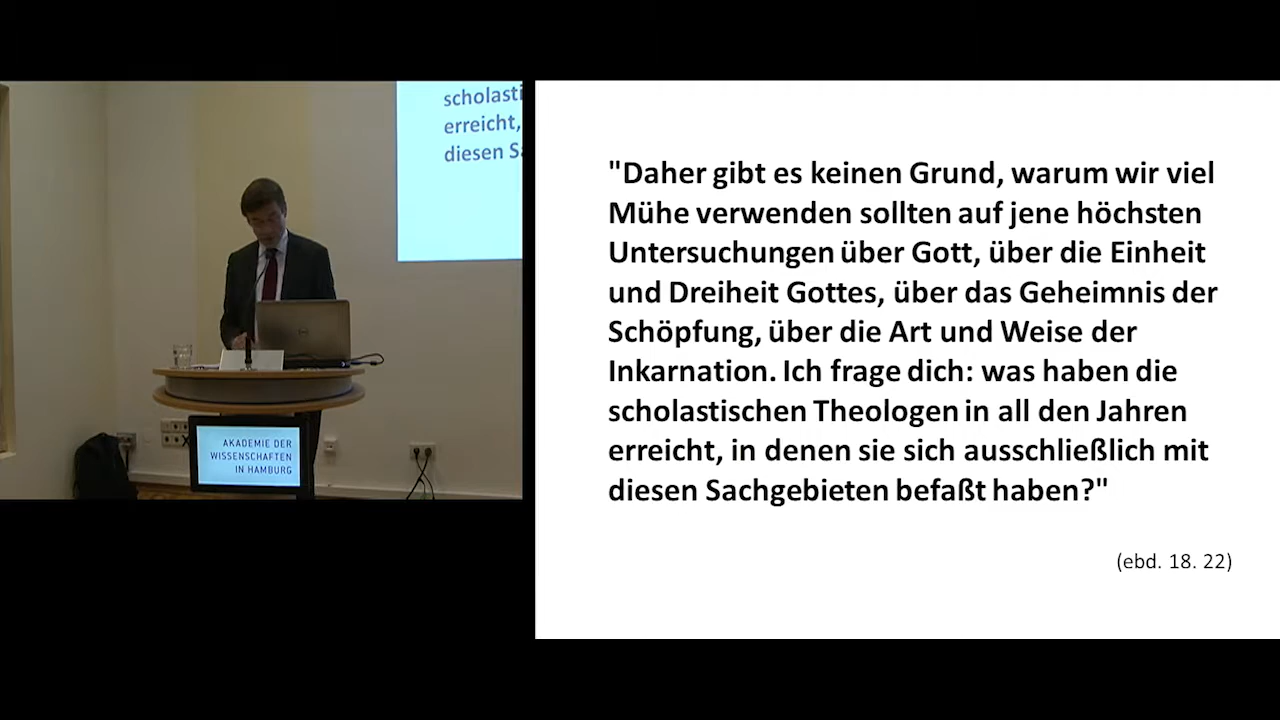 scholasti
erreicht,
diesen Sa
AKADEMIE DER
WISSENSCHAFTEN
IN HAMBURG
"Daher gibt es keinen Grund, warum wir viel
Mühe verwenden sollten auf jene höchsten
Untersuchungen über Gott, über die Einheit
und Dreiheit Gottes, über das Geheimnis der
Schöpfung, über die Art und Weise der
Inkarnation. Ich frage dich: was haben die
scholastischen Theologen in all den Jahren
erreicht, in denen sie sich ausschließlich mit
diesen Sachgebieten befaßt haben?"
(ebd. 18. 22)